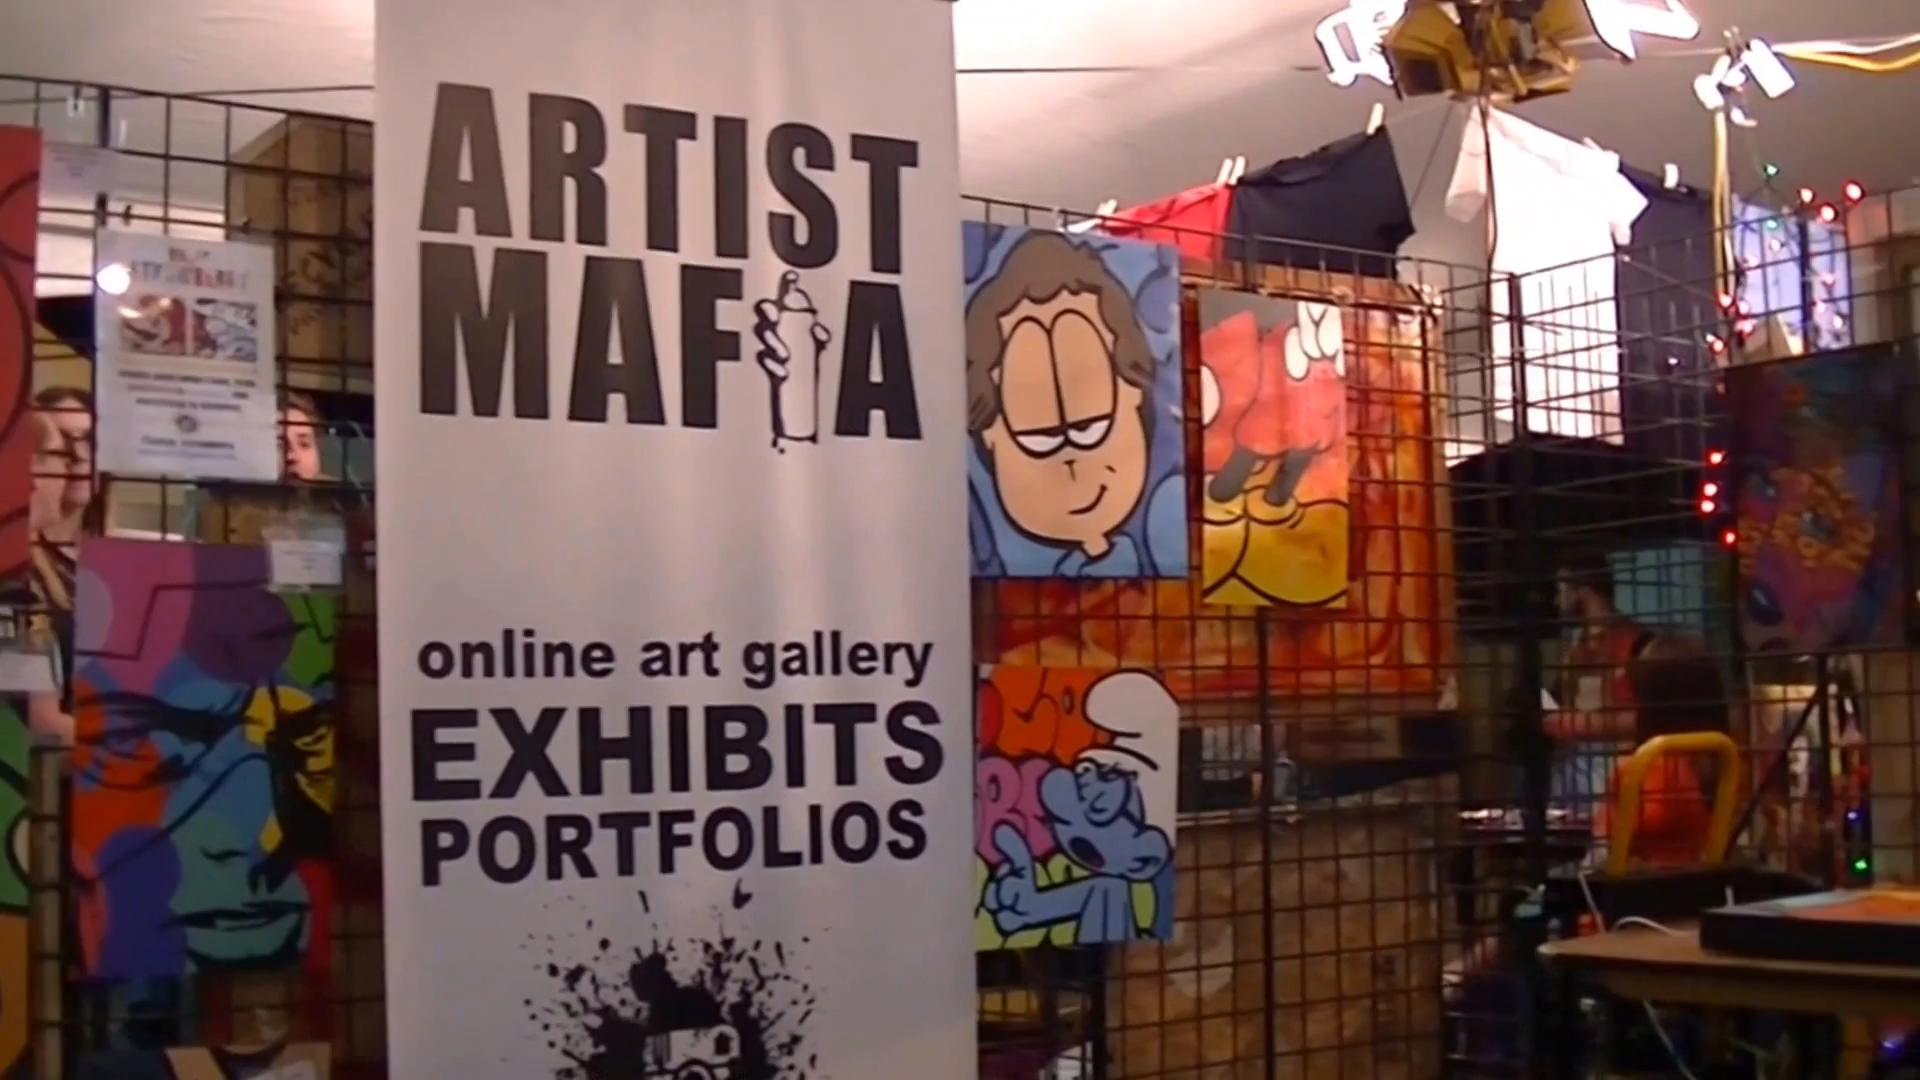 ARTIST
MAFIA
online art gallery
EXHIBITS
PORTFOLIOS